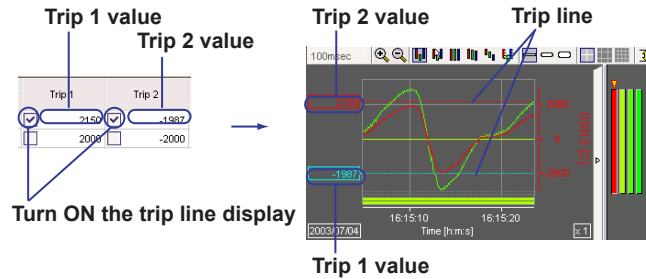 Trip 1 value
Trip 2 value
Trip 1
Trip 2
2150
-1987
2000
-2000
Turn ON the trip line display
Trip 2 value
Trip line
100msec
2000
-2000
-1987
16:15:10
16:15:20
2003/07/04
Time [h:m:s]
x 1
Trip 1 value